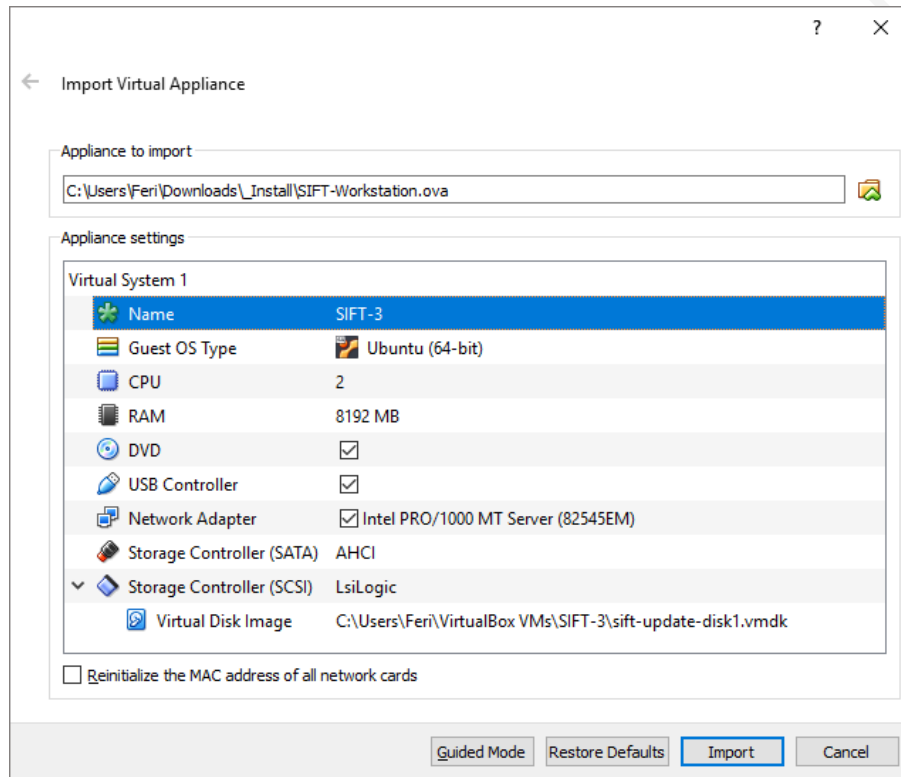 ?
Import Virtual Appliance
Appliance to import
C:\Users\Feri\Downloads\_Install\SIFT-Workstation.ova
Appliance settings
Virtual System 1
Name SIFT-3
Guest OS Type Ubuntu (64-bit)
CPU 2
RAM 8192 MB
DVD
USB Controller
Network Adapter Intel PRO/1000 MT Server (82545EM)
Storage Controller (SATA) AHCI
Storage Controller (SCSI) LsiLogic
Virtual Disk Image C:\Users\Feri\VirtualBox VMs\SIFT-3\sift-update-disk1.vmdk
Reinitialize the MAC address of all network cards
Guided Mode Restore Defaults Import Cancel